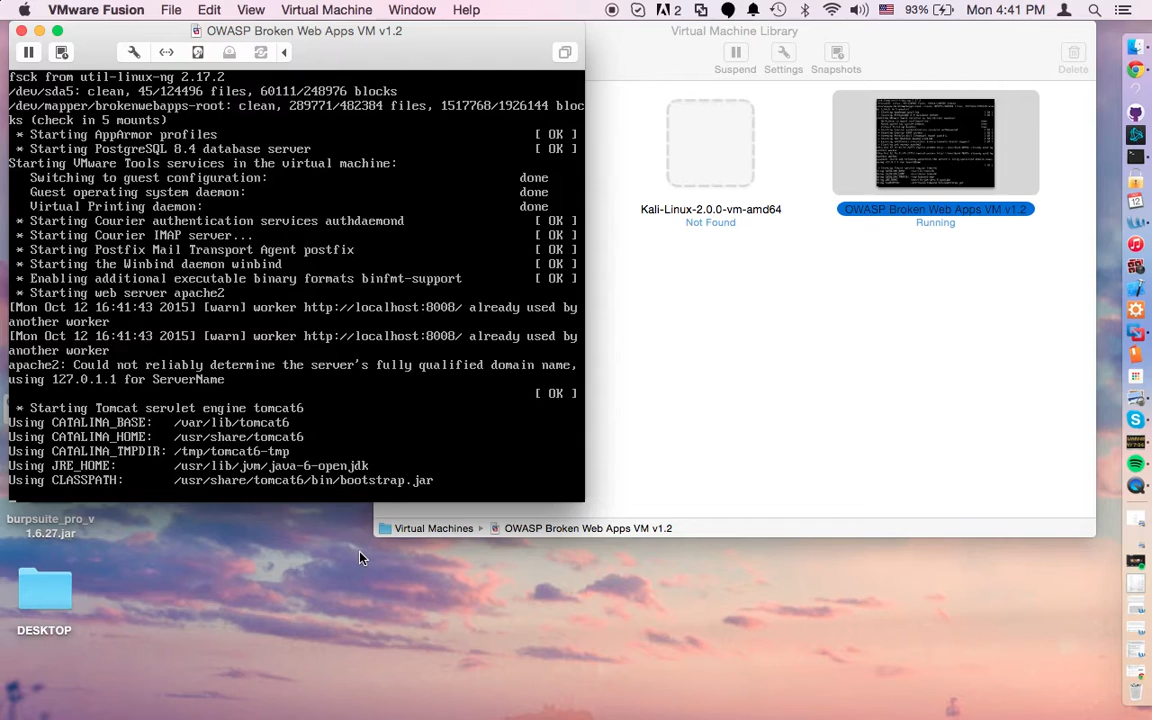 VMware Fusion File Edit View Virtual Machine Window Help
2 93% Mon 4:41 PM
OWASP Broken Web Apps VM v1.2
fsck from util-linux-ng 2.17.2
/dev/sda5: clean, 45/124496 files, 60111/248976 blocks
/dev/mapper/brokenwebapps-root: clean, 289771/482384 files, 1517768/1926144 bloc
ks (check in 5 mounts)
* Starting AppArmor profiles [ OK ]
* Starting PostgreSQL 8.4 database server [ OK ]
Starting VMware Tools services in the virtual machine:
Switching to guest configuration: done
Guest operating system daemon: done
Virtual Printing daemon: done
* Starting Courier authentication services authdaemond [ OK ]
* Starting Courier IMAP server... [ OK ]
* Starting Postfix Mail Transport Agent postfix [ OK ]
* Starting the Winbind daemon winbind [ OK ]
* Enabling additional executable binary formats binfmt-support [ OK ]
* Starting web server apache2
[Mon Oct 12 16:41:43 2015] [warn] worker http://localhost:8008/ already used by
another worker
[Mon Oct 12 16:41:43 2015] [warn] worker http://localhost:8008/ already used by
another worker
apache2: Could not reliably determine the server's fully qualified domain name,
using 127.0.1.1 for ServerName
[ OK ]
* Starting Tomcat servlet engine tomcat6
Using CATALINA_BASE: /var/lib/tomcat6
Using CATALINA_HOME: /usr/share/tomcat6
Using CATALINA_TMPDIR: /tmp/tomcat6-tmp
Using JRE_HOME: /usr/lib/jvm/java-6-openjdk
Using CLASSPATH: /usr/share/tomcat6/bin/bootstrap.jar
Virtual Machine Library
Suspend Settings Snapshots Delete
Kali-Linux-2.0.0-vm-amd64
Not Found
OWASP Broken Web Apps VM v1.2
Running
Virtual Machines OWASP Broken Web Apps VM v1.2
burpsuite_pro_v
1.6.27.jar
DESKTOP